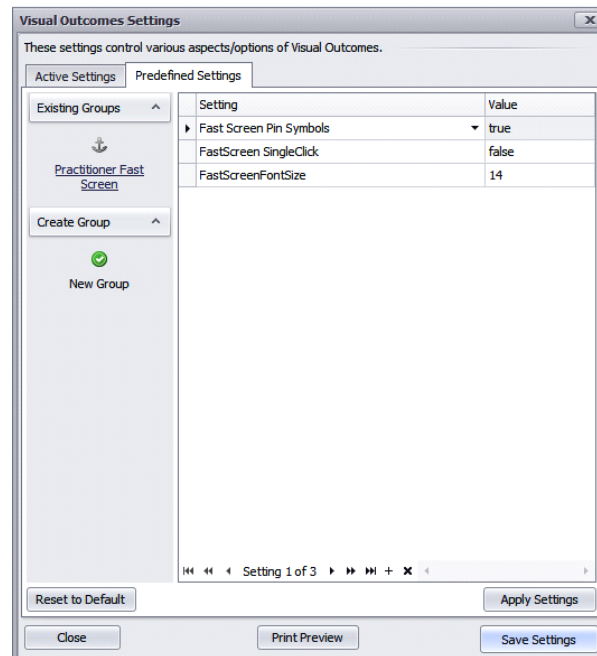 Visual Outcomes Settings
These settings control various aspects/options of Visual Outcomes.
Active Settings
Predefined Settings
Existing Groups
Practitioner Fast
Screen
Create Group
New Group
Setting
Value
Fast Screen Pin Symbols
true
FastScreen SingleClick
false
FastScreenFontSize
14
Setting 1 of 3
Reset to Default
Apply Settings
Close
Print Preview
Save Settings